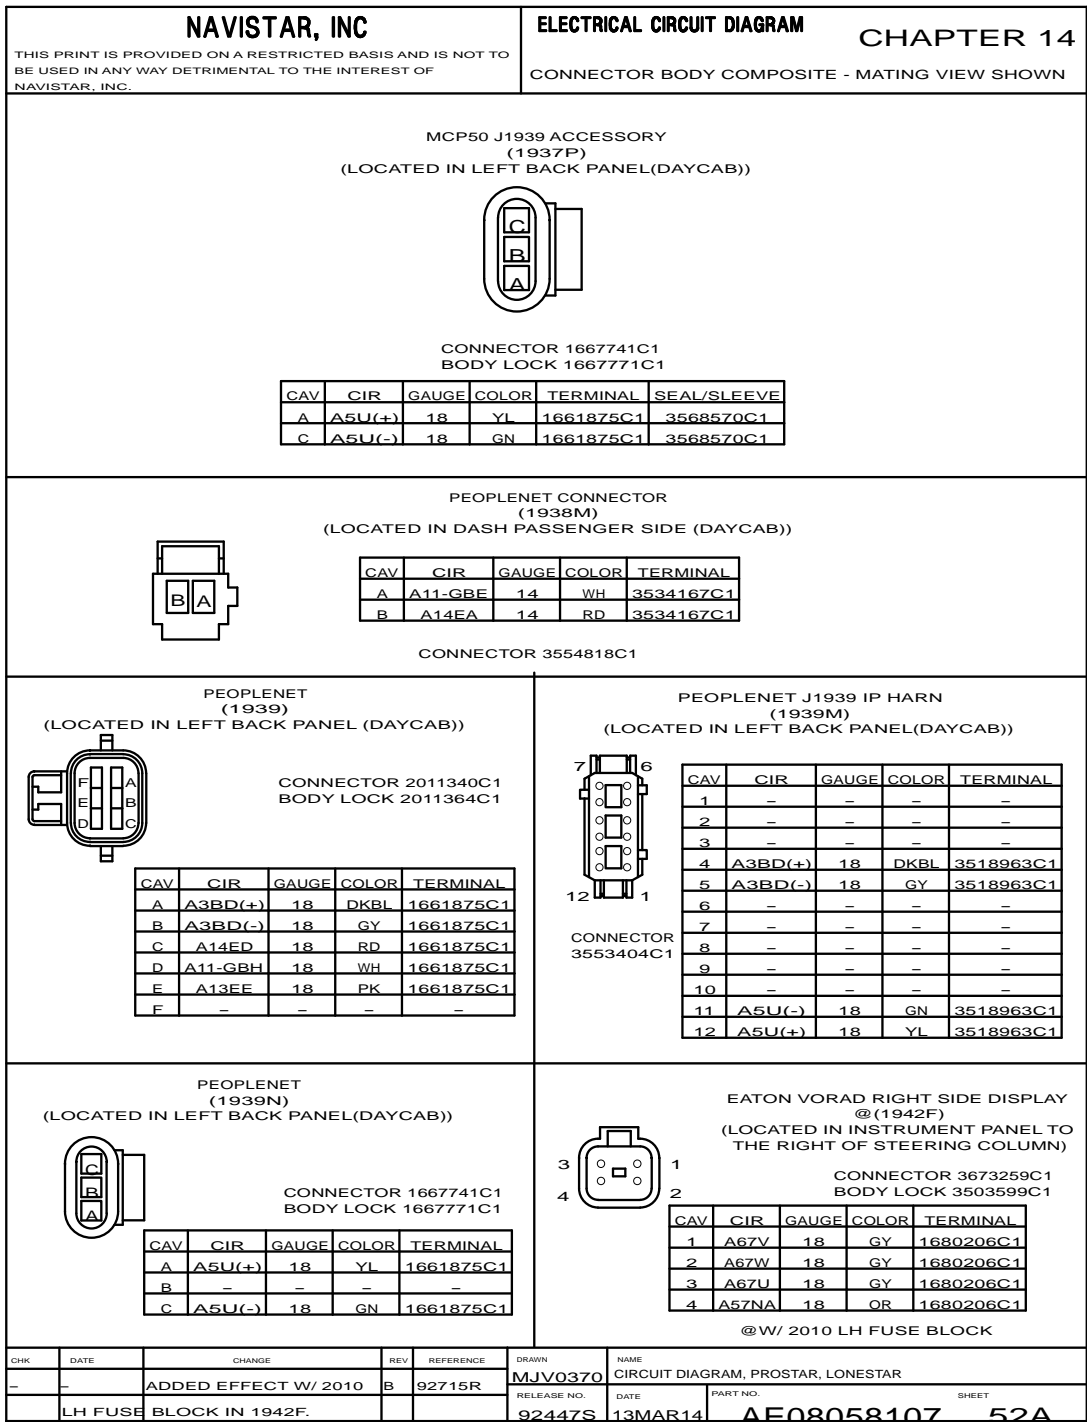 NAVISTAR, INC
THIS PRINT IS PROVIDED ON A RESTRICTED BASIS AND IS NOT TO
BE USED IN ANY WAY DETRIMENTAL TO THE INTEREST OF
NAVISTAR, INC.
ELECTRICAL CIRCUIT DIAGRAM
CHAPTER 14
CONNECTOR BODY COMPOSITE - MATING VIEW SHOWN
MCP50 J1939 ACCESSORY
(1937P)
(LOCATED IN LEFT BACK PANEL(DAYCAB))
C
B
A
CONNECTOR 1667741C1
BODY LOCK 1667771C1
CAV CIR GAUGE COLOR TERMINAL SEAL/SLEEVE
A A5U(+) 18 YL 1661875C1 3568570C1
C A5U(-) 18 GN 1661875C1 3568570C1
PEOPLENET CONNECTOR
(1938M)
(LOCATED IN DASH PASSENGER SIDE (DAYCAB))
B A
CAV CIR GAUGE COLOR TERMINAL
A A11-GBE 14 WH 3534167C1
B A14EA 14 RD 3534167C1
CONNECTOR 3554818C1
PEOPLENET
(1939)
(LOCATED IN LEFT BACK PANEL (DAYCAB))
F A
E B
D C
CONNECTOR 2011340C1
BODY LOCK 2011364C1
CAV CIR GAUGE COLOR TERMINAL
A A3BD(+) 18 DKBL 1661875C1
B A3BD(-) 18 GY 1661875C1
C A14ED 18 RD 1661875C1
D A11-GBH 18 WH 1661875C1
E A13EE 18 PK 1661875C1
F – – – –
PEOPLENET J1939 IP HARN
(1939M)
(LOCATED IN LEFT BACK PANEL(DAYCAB))
7 6
12 1
CONNECTOR
3553404C1
CAV CIR GAUGE COLOR TERMINAL
1 – – – –
2 – – – –
3 – – – –
4 A3BD(+) 18 DKBL 3518963C1
5 A3BD(-) 18 GY 3518963C1
6 – – – –
7 – – – –
8 – – – –
9 – – – –
10 – – – –
11 A5U(-) 18 GN 3518963C1
12 A5U(+) 18 YL 3518963C1
PEOPLENET
(1939N)
(LOCATED IN LEFT BACK PANEL(DAYCAB))
C
B
A
CONNECTOR 1667741C1
BODY LOCK 1667771C1
CAV CIR GAUGE COLOR TERMINAL
A A5U(+) 18 YL 1661875C1
B – – – –
C A5U(-) 18 GN 1661875C1
EATON VORAD RIGHT SIDE DISPLAY
@(1942F)
(LOCATED IN INSTRUMENT PANEL TO
THE RIGHT OF STEERING COLUMN)
3 1
4 2
CONNECTOR 3673259C1
BODY LOCK 3503599C1
CAV CIR GAUGE COLOR TERMINAL
1 A67V 18 GY 1680206C1
2 A67W 18 GY 1680206C1
3 A67U 18 GY 1680206C1
4 A57NA 18 OR 1680206C1
@W/ 2010 LH FUSE BLOCK
CHK DATE CHANGE REV REFERENCE
– – ADDED EFFECT W/ 2010 B 92715R
LH FUSE BLOCK IN 1942F.
DRAWN
MJV0370
NAME
CIRCUIT DIAGRAM, PROSTAR, LONESTAR
RELEASE NO.
92447S
DATE
13MAR14
PART NO.
AE08058107
SHEET
52A